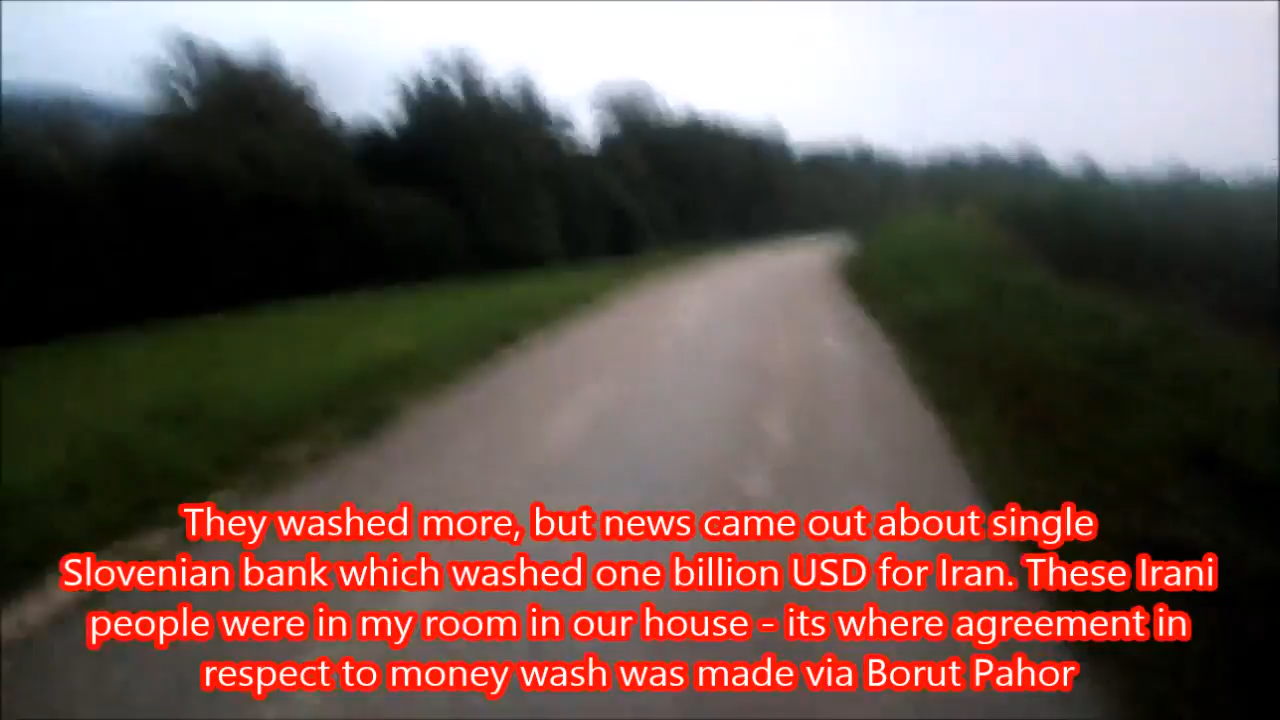 They washed more, but news came out about single
Slovenian bank which washed one billion USD for Iran. These Irani
people were in my room in our house - its where agreement in
respect to money wash was made via Borut Pahor